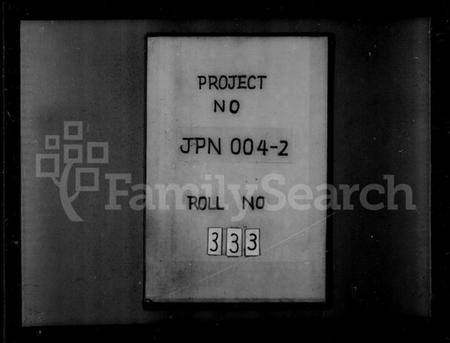 PROJECT
NO
JPN 004-2
FamilySearch
ROLL NO
333